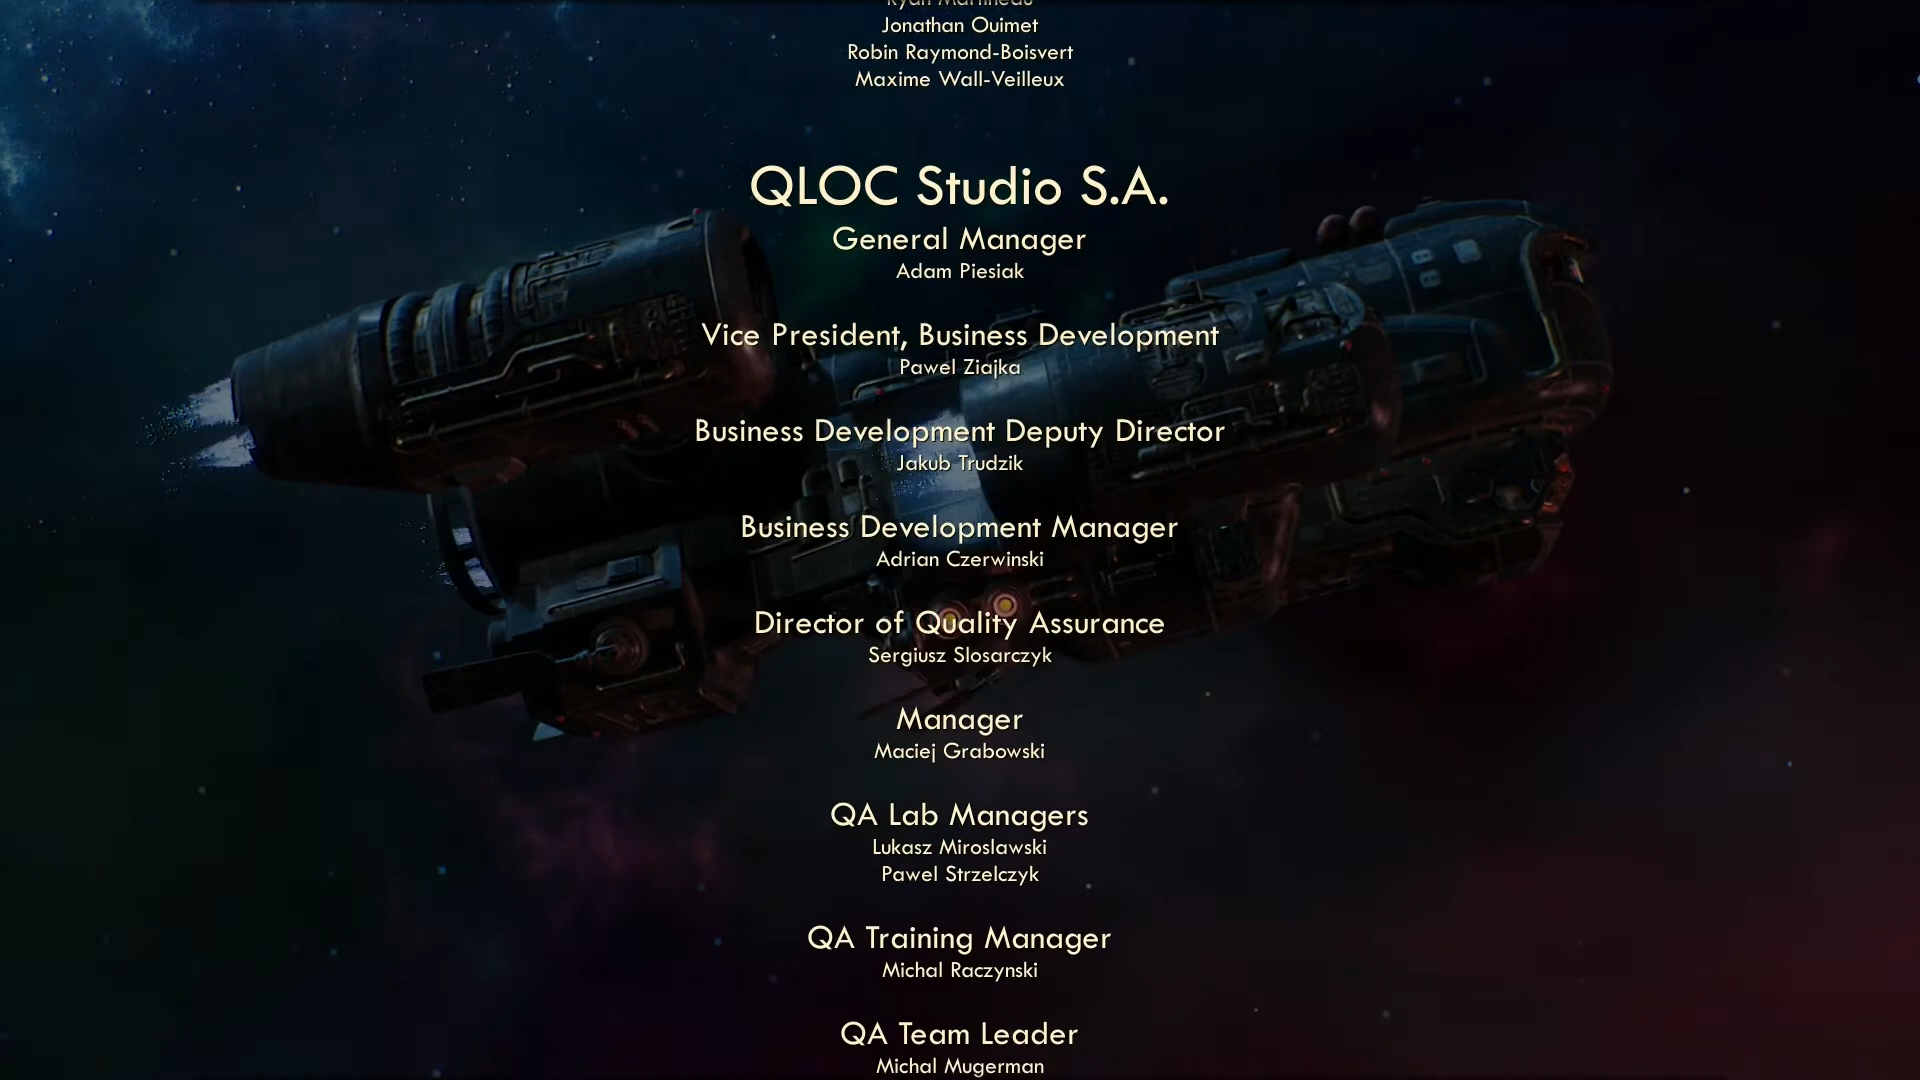 Ryan Martineau
Jonathan Ouimet
Robin Raymond-Boisvert
Maxime Wall-Veilleux
QLOC Studio S.A.
General Manager
Adam Piesiak
Vice President, Business Development
Pawel Ziajka
Business Development Deputy Director
Jakub Trudzik
Business Development Manager
Adrian Czerwinski
Director of Quality Assurance
Sergiusz Slosarczyk
Manager
Maciej Grabowski
QA Lab Managers
Lukasz Miroslawski
Pawel Strzelczyk
QA Training Manager
Michal Raczynski
QA Team Leader
Michal Mugerman